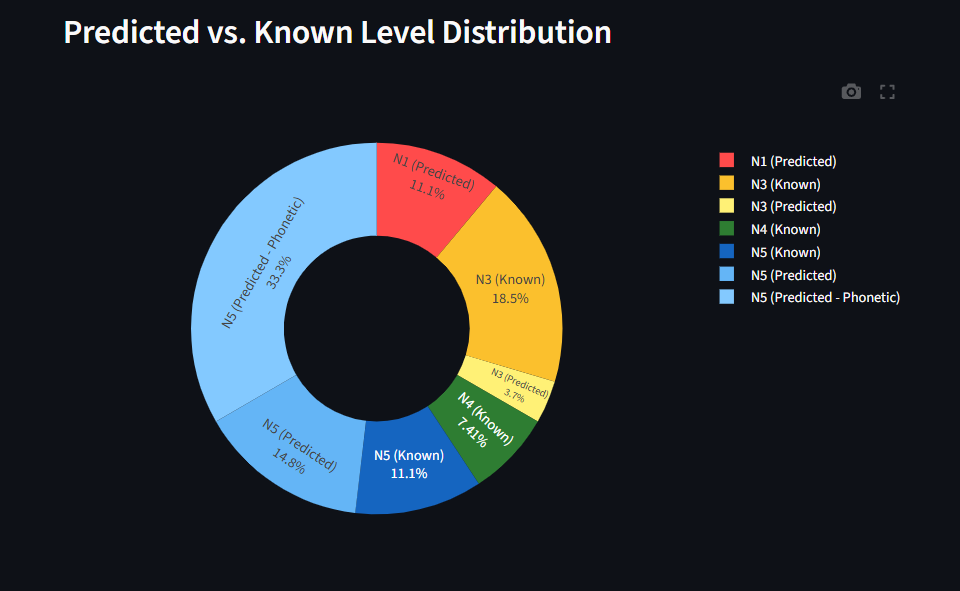 Predicted vs. Known Level Distribution
N1 (Predicted)
11.1%
N3 (Known)
18.5%
N3 (Predicted)
3.7%
N4 (Known)
7.41%
N5 (Known)
11.1%
N5 (Predicted)
14.8%
N5 (Predicted - Phonetic)
33.3%
N1 (Predicted)
N3 (Known)
N3 (Predicted)
N4 (Known)
N5 (Known)
N5 (Predicted)
N5 (Predicted - Phonetic)